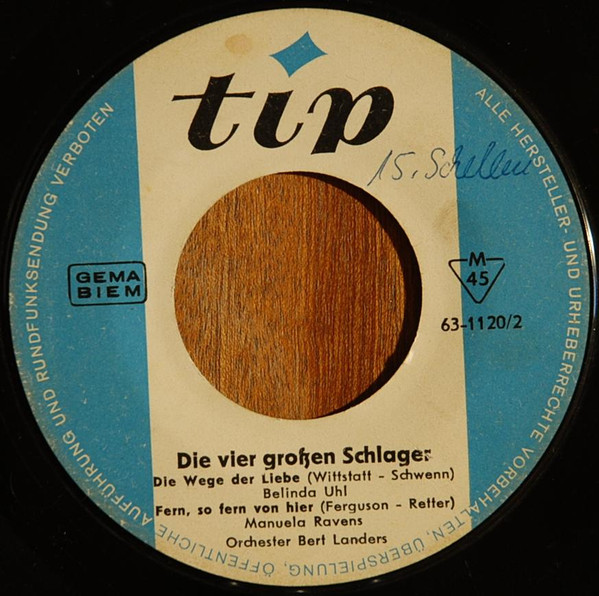 tip
15. Schellen
GEMA
BIEM
M
45
63-1120/2
Die vier großen Schlager
Die Wege der Liebe (Wittstatt - Schwenn)
Belinda Uhl
Fern, so fern von hier (Ferguson - Retter)
Manuela Ravens
Orchester Bert Landers
ALLE HERSTELLER- UND URHEBERRECHTE VORBEHALTEN, ÜBERSPIELUNG, ÖFFENTLICHE AUFFÜHRUNG UND RUNDFUNKSENDUNG VERBOTEN